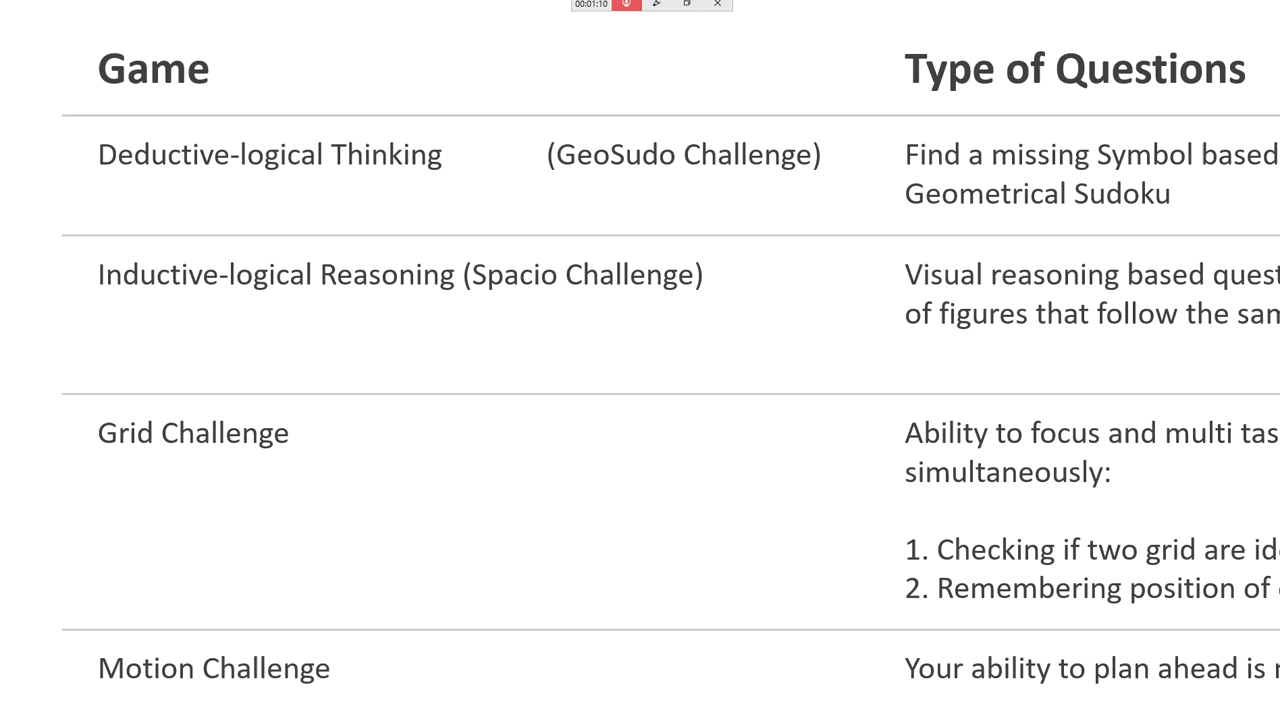 00:01:10
Game
Type of Questions
Deductive-logical Thinking (GeoSudo Challenge)
Find a missing Symbol based
Geometrical Sudoku
Inductive-logical Reasoning (Spacio Challenge)
Visual reasoning based quest
of figures that follow the sam
Grid Challenge
Ability to focus and multi tas
simultaneously:
1. Checking if two grid are id
2. Remembering position of
Motion Challenge
Your ability to plan ahead is